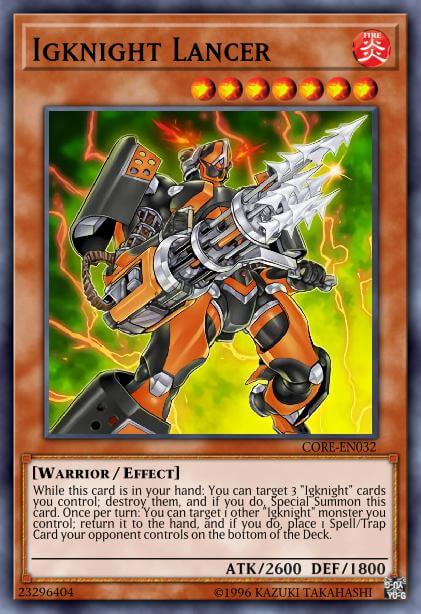 IGKNIGHT LANCER
FIRE
炎
CORE-EN032
[WARRIOR / EFFECT]
While this card is in your hand: You can target 3 "Igknight" cards
you control; destroy them, and if you do, Special Summon this
card. Once per turn: You can target 1 other "Igknight" monster you
control; return it to the hand, and if you do, place 1 Spell/Trap
Card your opponent controls on the bottom of the Deck.
ATK/2600 DEF/1800
23296404
©1996 KAZUKI TAKAHASHI